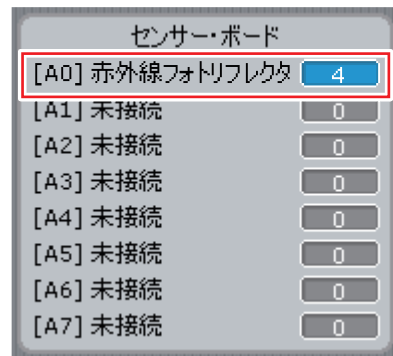 センサー・ボード
[A0] 赤外線フォトリフレクタ 4
[A1] 未接続 0
[A2] 未接続 0
[A3] 未接続 0
[A4] 未接続 0
[A5] 未接続 0
[A6] 未接続 0
[A7] 未接続 0